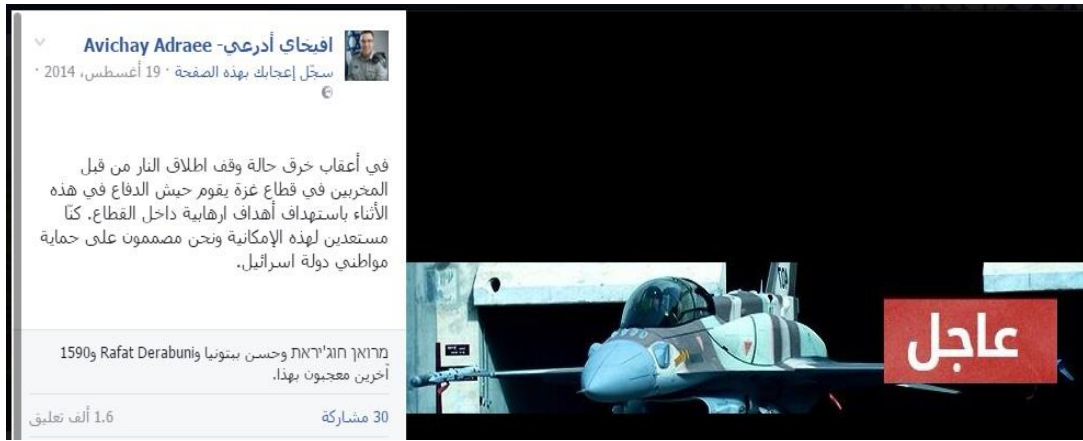 افيخاي أدرعي- Avichay Adraee
سجّل إعجابك بهذه الصفحة · 19 أغسطس، 2014 ·
في أعقاب خرق حالة وقف اطلاق النار من قبل
المخربين في قطاع غزة يقوم جيش الدفاع في هذه
الأثناء باستهداف أهداف ارهابية داخل القطاع. كنّا
مستعدين لهذه الإمكانية ونحن مصممون على حماية
مواطني دولة اسرائيل.
מרואן חוג'יראת وحسن بيتونيا وRafat Derabuni و1590
آخرين معجبون بهذا.
30 مشاركة
1.6 ألف تعليق
عاجل